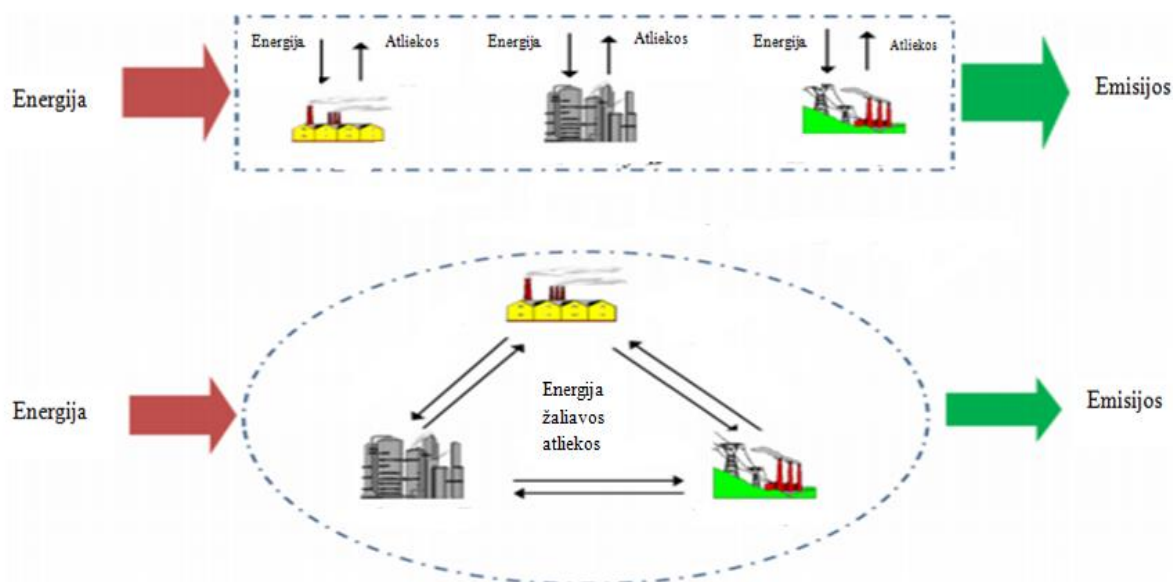 Energija
Atliekos
Energija
Atliekos
Energija
Atliekos
Energija
Emisijos
Energija
žaliavos
atliekos
Energija
Emisijos